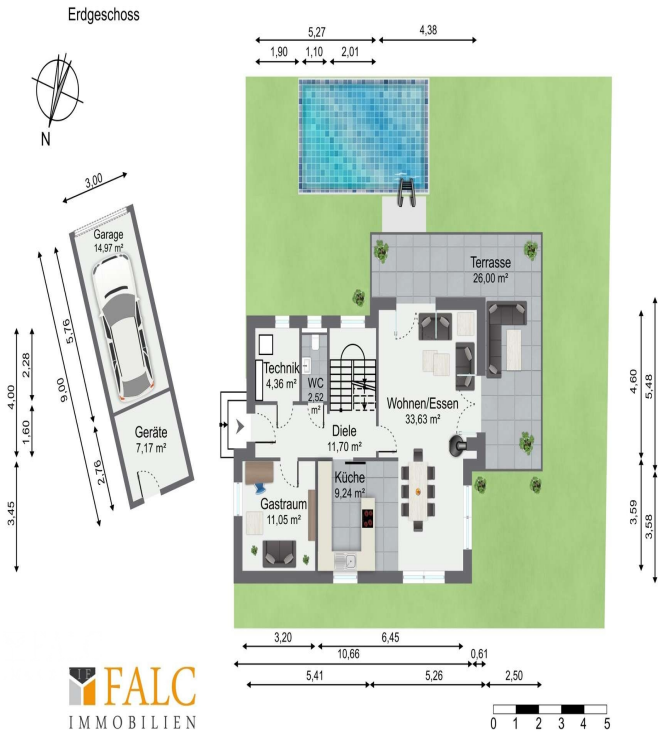 Erdgeschoss
5,27
4,38
1,90
1,10
2,01
N
3,00
Garage
14,97 m²
5,76
9,00
2,76
Geräte
7,17 m²
4,00
2,28
1,60
3,45
Terrasse
26,00 m²
Technik
4,36 m²
WC
2,52
m²
Wohnen/Essen
33,63 m²
Diele
11,70 m²
Küche
9,24 m²
Gastraum
11,05 m²
4,60
5,48
3,59
3,58
3,20
6,45
10,66
0,61
5,41
5,26
2,50
FALC
IMMOBILIEN
0 1 2 3 4 5